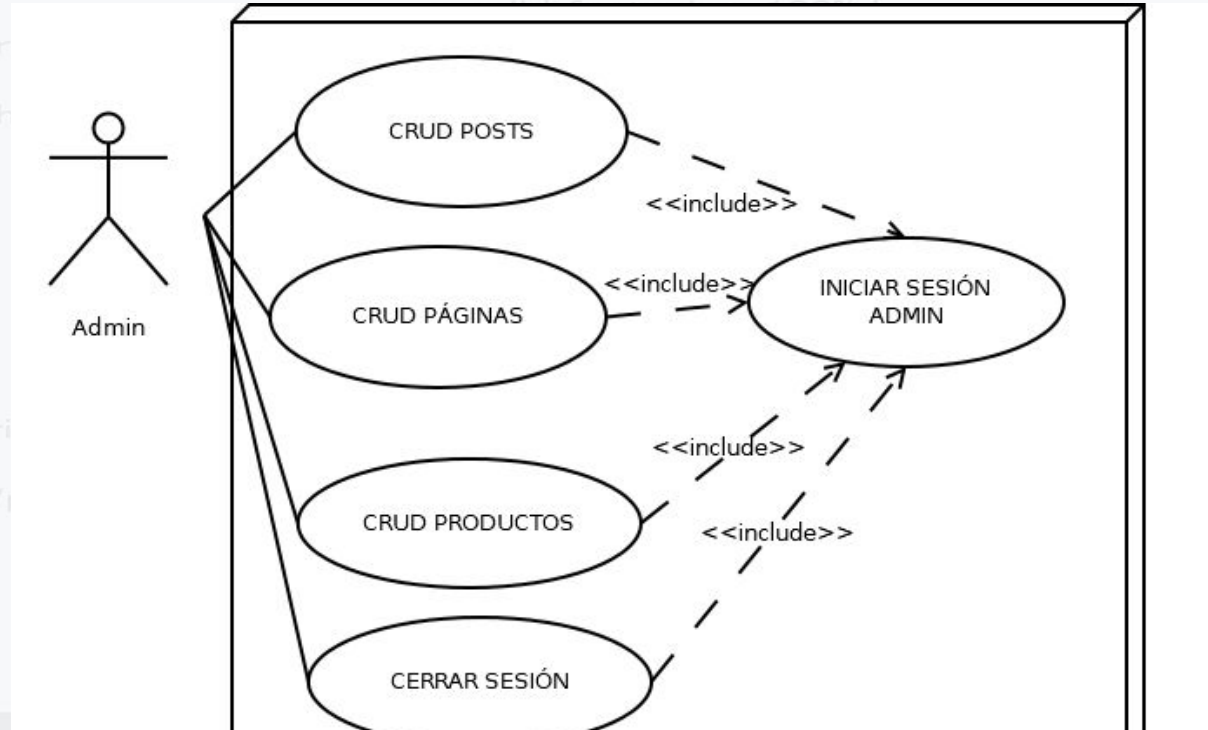 CRUD POSTS
<<include>>
<<include>>
INICIAR SESIÓN
ADMIN
CRUD PÁGINAS
Admin
<<include>>
CRUD PRODUCTOS
<<include>>
CERRAR SESIÓN